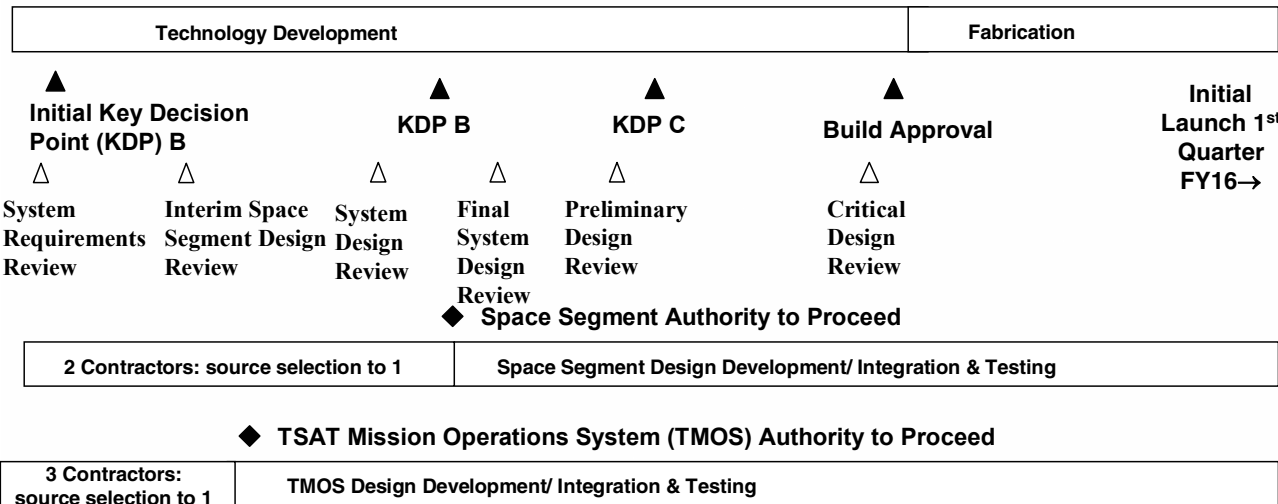 Technology Development
Fabrication
Initial Key Decision
Point (KDP) B
KDP B
KDP C
Build Approval
Initial
Launch 1st
Quarter
FY16→
System
Requirements
Review
Interim Space
Segment Design
Review
System
Design
Review
Final
System
Design
Review
Preliminary
Design
Review
Critical
Design
Review
Space Segment Authority to Proceed
2 Contractors: source selection to 1
Space Segment Design Development/ Integration & Testing
TSAT Mission Operations System (TMOS) Authority to Proceed
3 Contractors:
source selection to 1
TMOS Design Development/ Integration & Testing